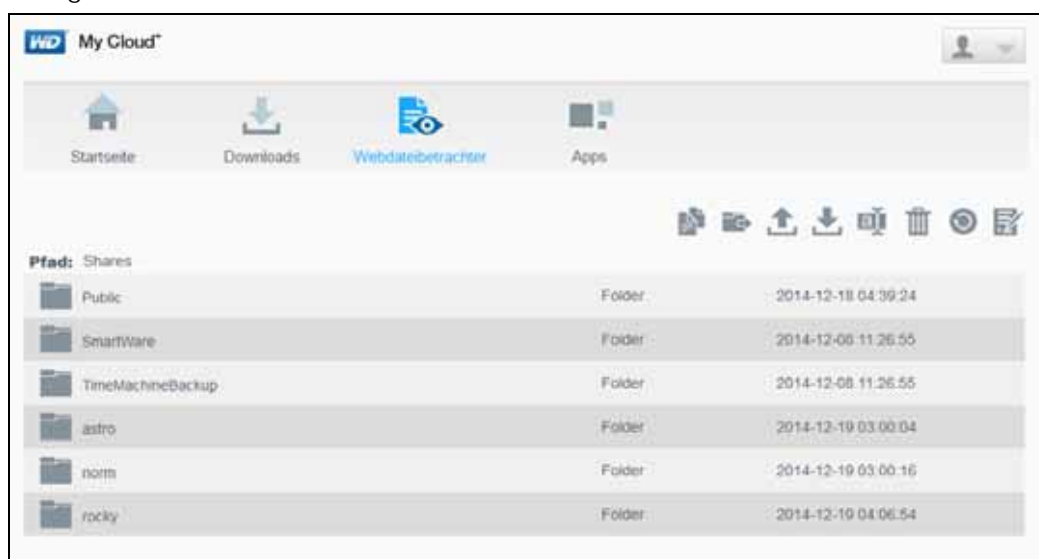 WD My Cloud™
Startseite Downloads Webdateibetrachter Apps
Pfad: Shares
Public Folder 2014-12-18 04:39:24
SmartWare Folder 2014-12-08 11:26:55
TimeMachineBackup Folder 2014-12-08 11:26:55
astro Folder 2014-12-19 03:00:04
norm Folder 2014-12-19 03:00:16
rocky Folder 2014-12-19 04:06:54